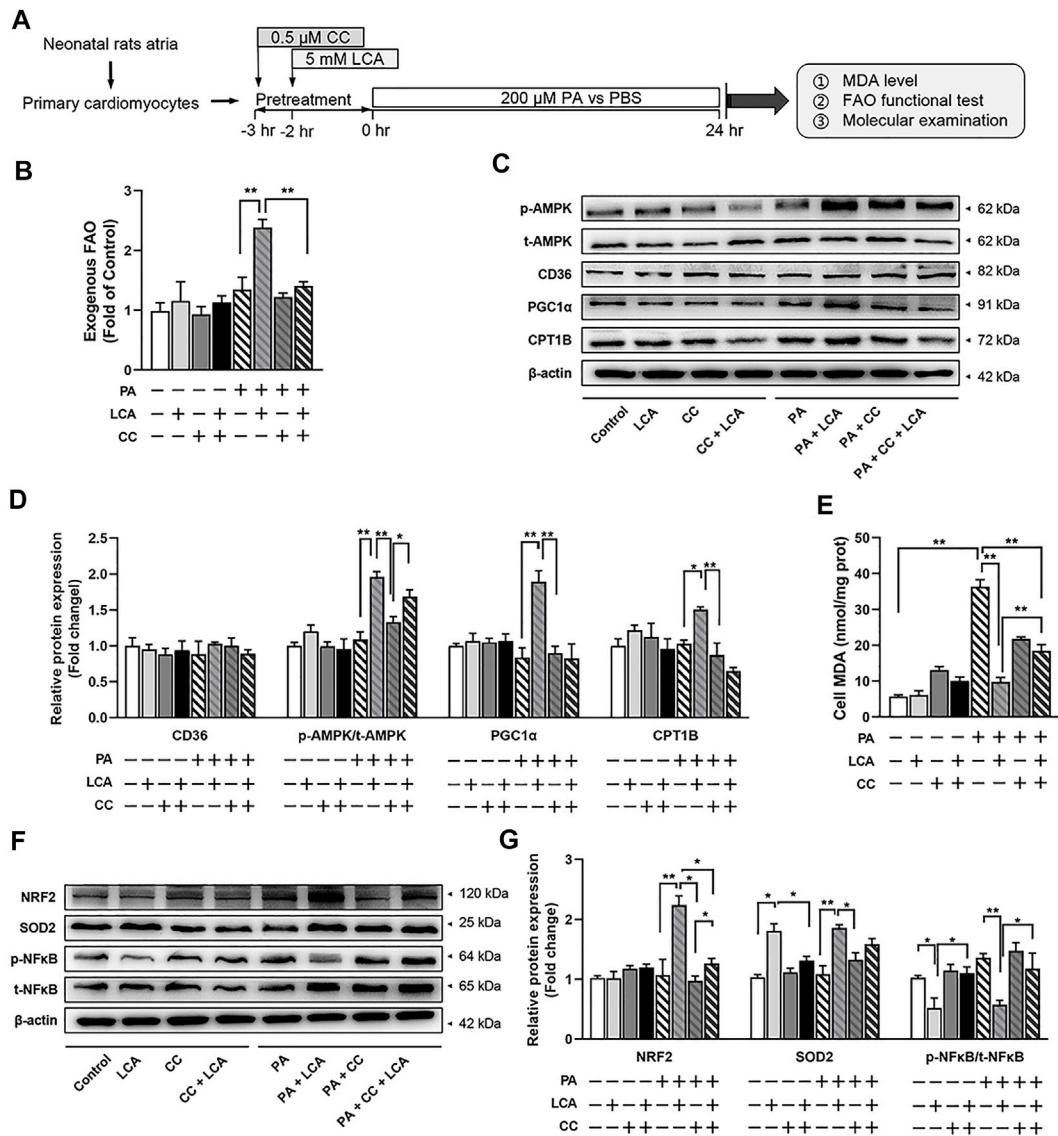 A
Neonatal rats atria
Primary cardiomyocytes
0.5 µM CC
5 mM LCA
Pretreatment
-3 hr
-2 hr
0 hr
200 µM PA vs PBS
24 hr
① MDA level
② FAO functional test
③ Molecular examination
B
Exogenous FAO
(Fold of Control)
3
2
1
0
** **
PA − − − − + + + +
LCA − + − + − + − +
CC − − + + − − + +
C
p-AMPK ◂ 62 kDa
t-AMPK ◂ 62 kDa
CD36 ◂ 82 kDa
PGC1α ◂ 91 kDa
CPT1B ◂ 72 kDa
β-actin ◂ 42 kDa
Control LCA CC CC + LCA PA PA + LCA PA + CC PA + CC + LCA
D
Relative protein expression
(Fold changel)
2.5
2.0
1.5
1.0
0.5
0.0
** ** * ** ** * **
CD36 p-AMPK/t-AMPK PGC1α CPT1B
PA − − − − + + + + − − − − + + + + − − − − + + + + − − − − + + + +
LCA − + − + − + − + − + − + − + − + − + − + − + − + − + − + − + − +
CC − − + + − − + + − − + + − − + + − − + + − − + + − − + + − − + +
E
Cell MDA (nmol/mg prot)
50
40
30
20
10
0
** ** ** **
PA − − − − + + + +
LCA − + − + − + − +
CC − − + + − − + +
F
NRF2 ◂ 120 kDa
SOD2 ◂ 25 kDa
p-NFκB ◂ 64 kDa
t-NFκB ◂ 65 kDa
β-actin ◂ 42 kDa
Control LCA CC CC + LCA PA PA + LCA PA + CC PA + CC + LCA
G
Relative protein expression
(Fold change)
3
2
1
0
** * * * * * ** * * * ** *
NRF2 SOD2 p-NFκB/t-NFκB
PA − − − − + + + + − − − − + + + + − − − − + + + +
LCA − + − + − + − + − + − + − + − + − + − + − + − +
CC − − + + − − + + − − + + − − + + − − + + − − + +